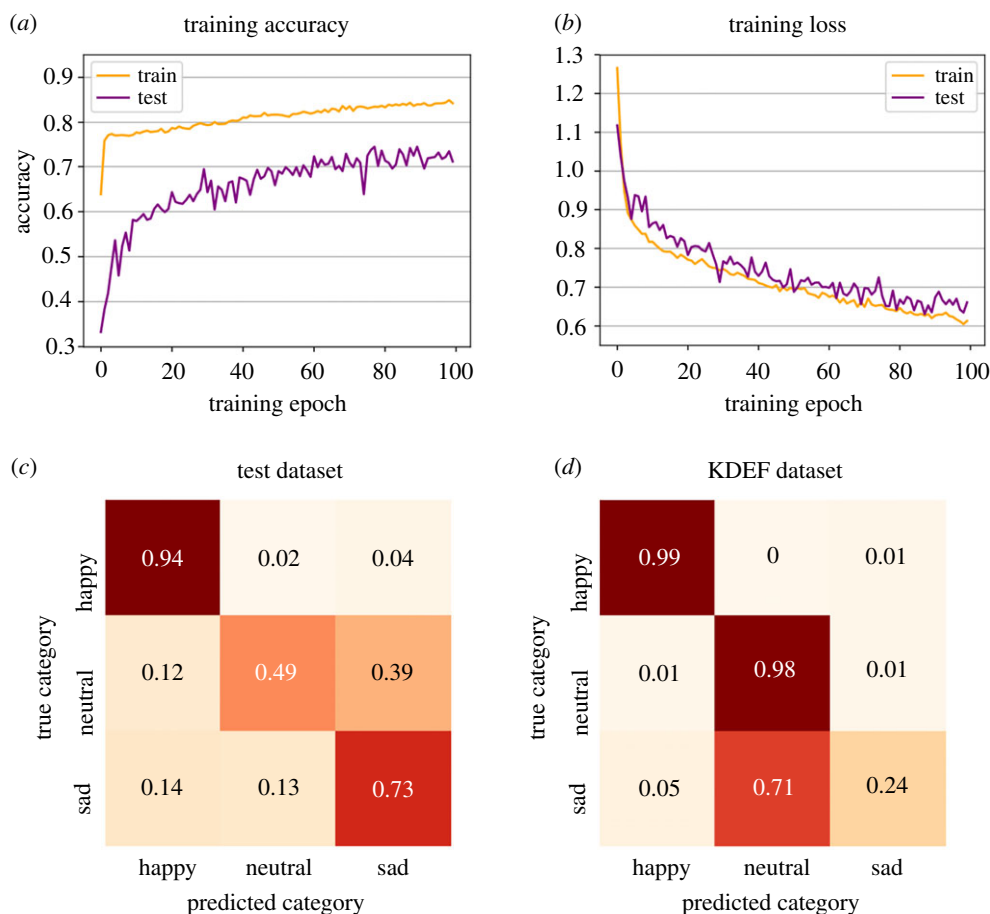 (a) training accuracy
0.9
0.8
0.7
0.6
0.5
0.4
0.3
accuracy
train
test
0 20 40 60 80 100
training epoch
(b) training loss
1.3
1.2
1.1
1.0
0.9
0.8
0.7
0.6
train
test
0 20 40 60 80 100
training epoch
(c) test dataset
true category
happy 0.94 0.02 0.04
neutral 0.12 0.49 0.39
sad 0.14 0.13 0.73
happy neutral sad
predicted category
(d) KDEF dataset
true category
happy 0.99 0 0.01
neutral 0.01 0.98 0.01
sad 0.05 0.71 0.24
happy neutral sad
predicted category